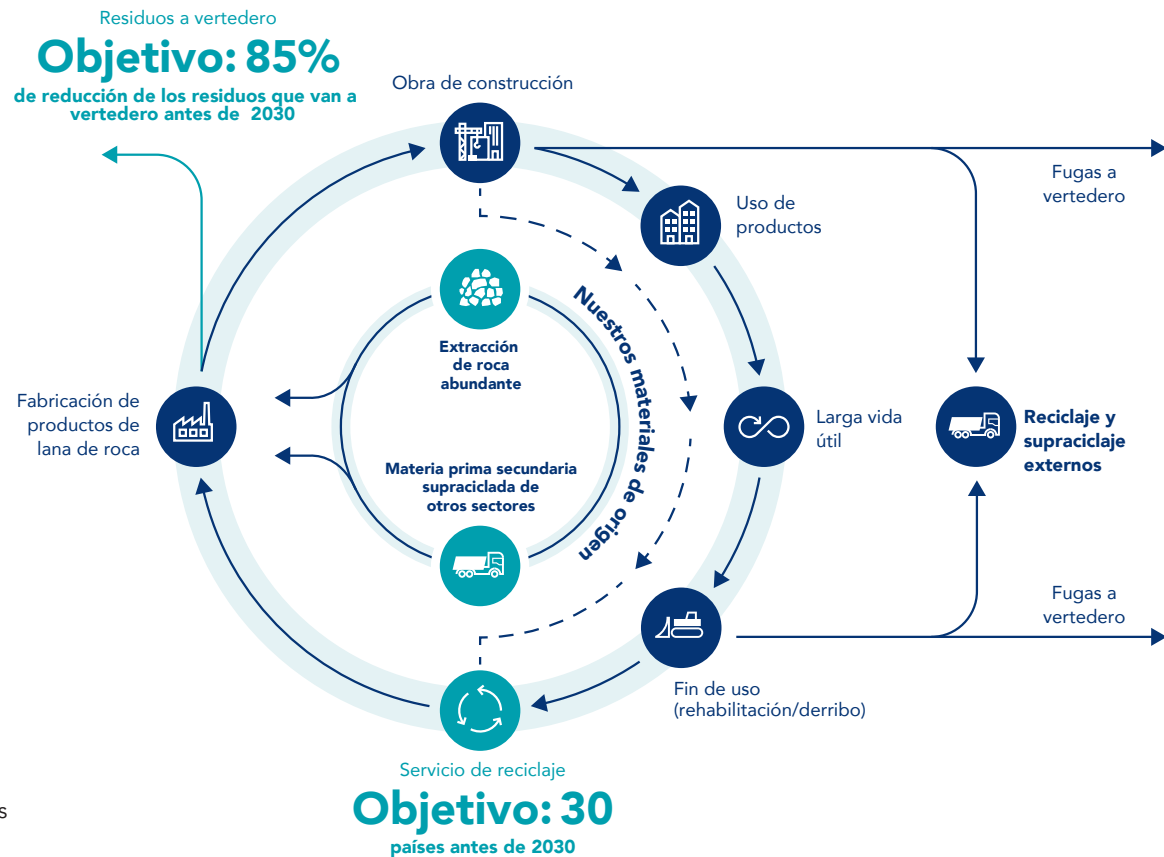 Residuos a vertedero
Objetivo: 85%
de reducción de los residuos que van a
vertedero antes de 2030
Obra de construcción
Fugas a
vertedero
Uso de
productos
Nuestros materiales de origen
Extracción
de roca
abundante
Fabricación de
productos de
lana de roca
Larga vida
útil
Reciclaje y
supraciclaje
externos
Materia prima secundaria
supraciclada de
otros sectores
Fugas a
vertedero
Fin de uso
(rehabilitación/derribo)
Servicio de reciclaje
Objetivo: 30
países antes de 2030
s